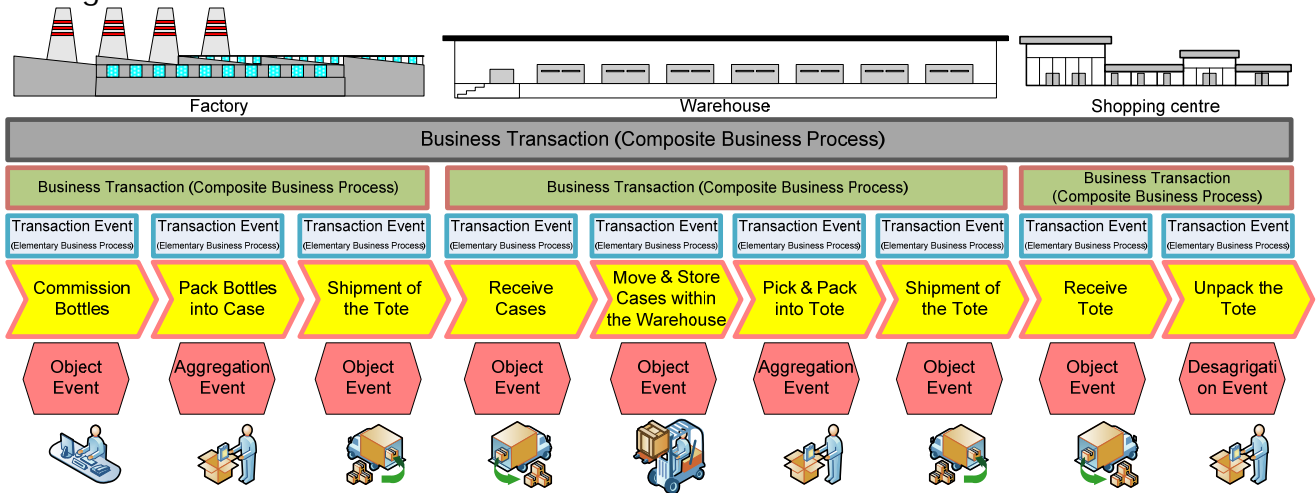 Factory
Warehouse
Shopping centre
Business Transaction (Composite Business Process)
Business Transaction (Composite Business Process)
Business Transaction (Composite Business Process)
Business Transaction
(Composite Business Process)
Transaction Event
(Elementary Business Process)
Transaction Event
(Elementary Business Process)
Transaction Event
(Elementary Business Process)
Transaction Event
(Elementary Business Process)
Transaction Event
(Elementary Business Process)
Transaction Event
(Elementary Business Process)
Transaction Event
(Elementary Business Process)
Transaction Event
(Elementary Business Process)
Transaction Event
(Elementary Business Process)
Commission
Bottles
Pack Bottles
into Case
Shipment of
the Tote
Receive
Cases
Move & Store
Cases within
the Warehouse
Pick & Pack
into Tote
Shipment of
the Tote
Receive
Tote
Unpack the
Tote
Object
Event
Aggregation
Event
Object
Event
Object
Event
Object
Event
Aggregation
Event
Object
Event
Object
Event
Desagrigati
on Event